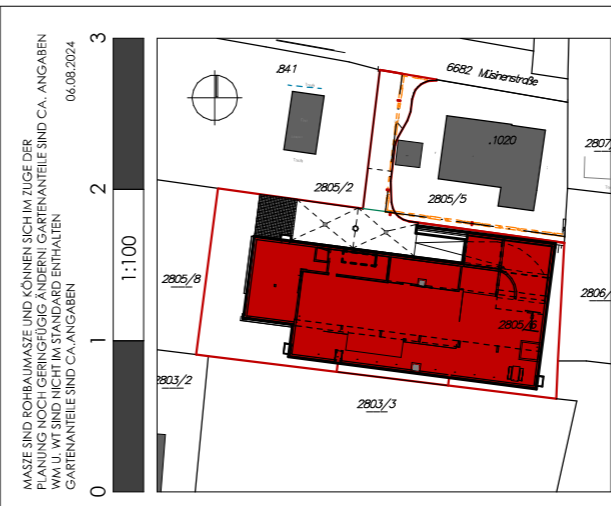 MASZE SIND ROHBAUMASZE UND KÖNNEN SICH IM ZUGE DER
PLANUNG NOCH GERINGFÜGIG ÄNDERN! GARTENANTEILE SIND CA. ANGABEN
WM U. WT SIND NICHT IM STANDARD ENTHALTEN
GARTENANTEILE SIND CA.ANGABEN
06.08.2024
0 1 2 3
1:100
.841
6682 Müsinenstraße
.1020
2807/
2805/2
2805/5
2805/8
2806/
2805/6
2803/2
2803/3